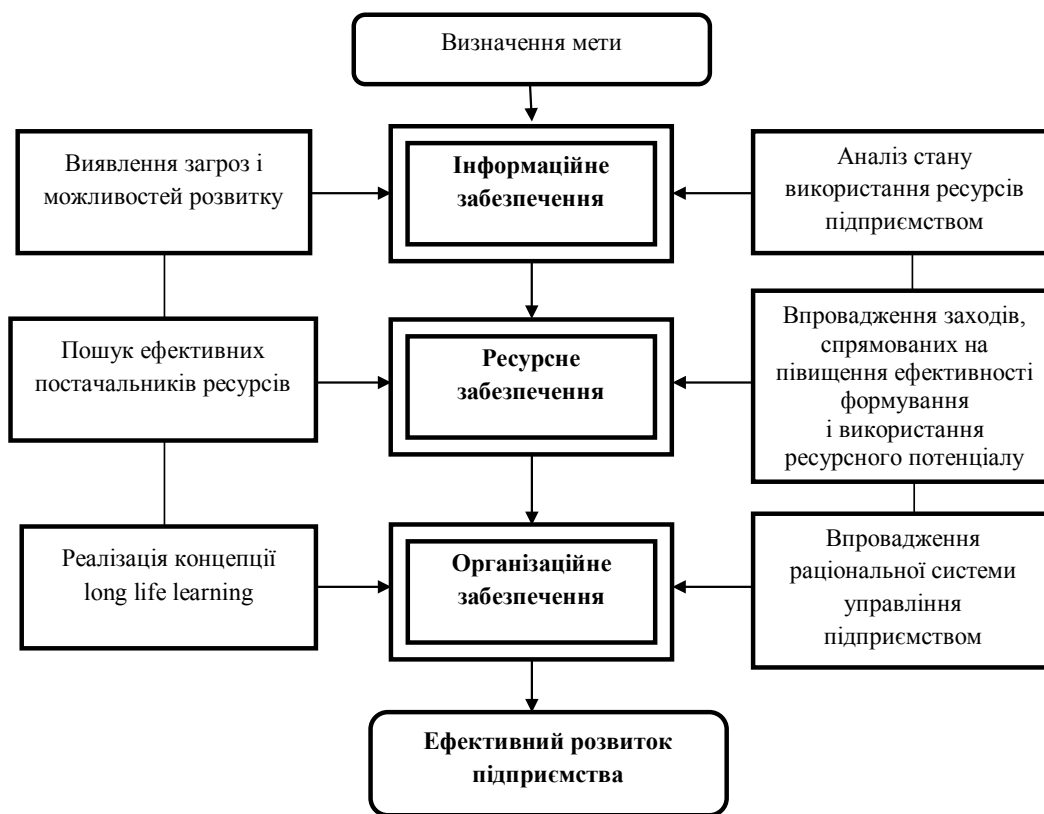 Визначення мети
Виявлення загроз і
можливостей розвитку
Інформаційне
забезпечення
Аналіз стану
використання ресурсів
підприємством
Пошук ефективних
постачальників ресурсів
Ресурсне
забезпечення
Впровадження заходів,
спрямованих на
півищення ефективності
формування
і використання
ресурсного потенціалу
Реалізація концепції
long life learning
Організаційне
забезпечення
Впровадження
раціональної системи
управління
підприємством
Ефективний розвиток
підприємства